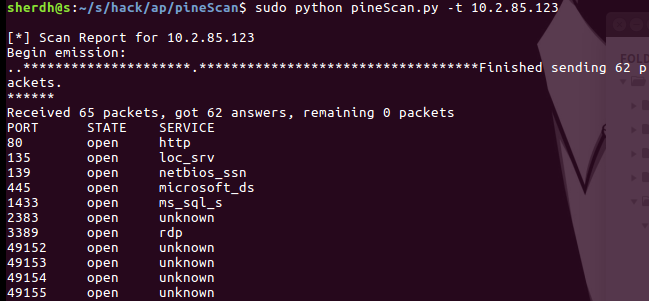 sherdh@s:~/s/hack/ap/pineScan$ sudo python pineScan.py -t 10.2.85.123
[*] Scan Report for 10.2.85.123
Begin emission:
..*********************.***********************************Finished sending 62 p
ackets.
******
Received 65 packets, got 62 answers, remaining 0 packets
PORT STATE SERVICE
80 open http
135 open loc_srv
139 open netbios_ssn
445 open microsoft_ds
1433 open ms_sql_s
2383 open unknown
3389 open rdp
49152 open unknown
49153 open unknown
49154 open unknown
49155 open unknown